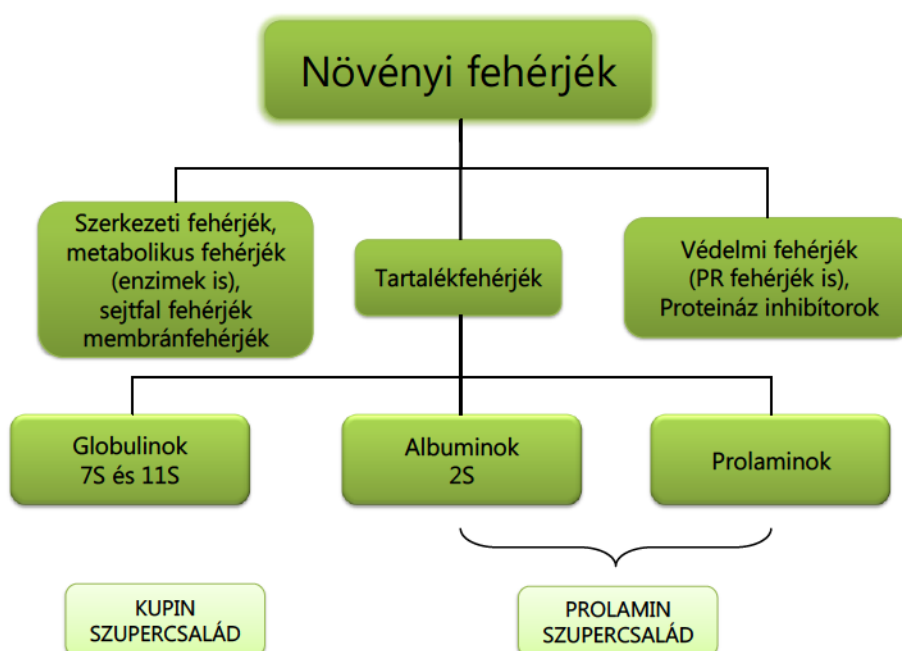 Növényi fehérjék
Szerkezeti fehérjék,
metabolikus fehérjék
(enzimek is),
sejtfal fehérjék
membránfehérjék
Tartalékfehérjék
Védelmi fehérjék
(PR fehérjék is),
Proteináz inhibítorok
Globulinok
7S és 11S
Albuminok
2S
Prolaminok
KUPIN
SZUPERCSALÁD
PROLAMIN
SZUPERCSALÁD